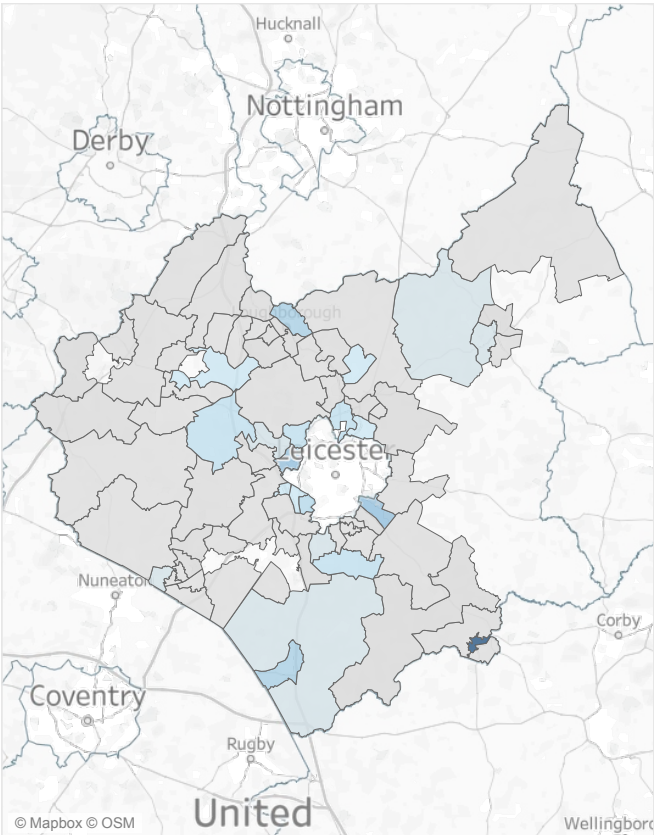 Hucknall
Nottingham
Derby
Leicester
Nuneaton
Corby
Coventry
Rugby
United
© Mapbox © OSM
Wellingboro